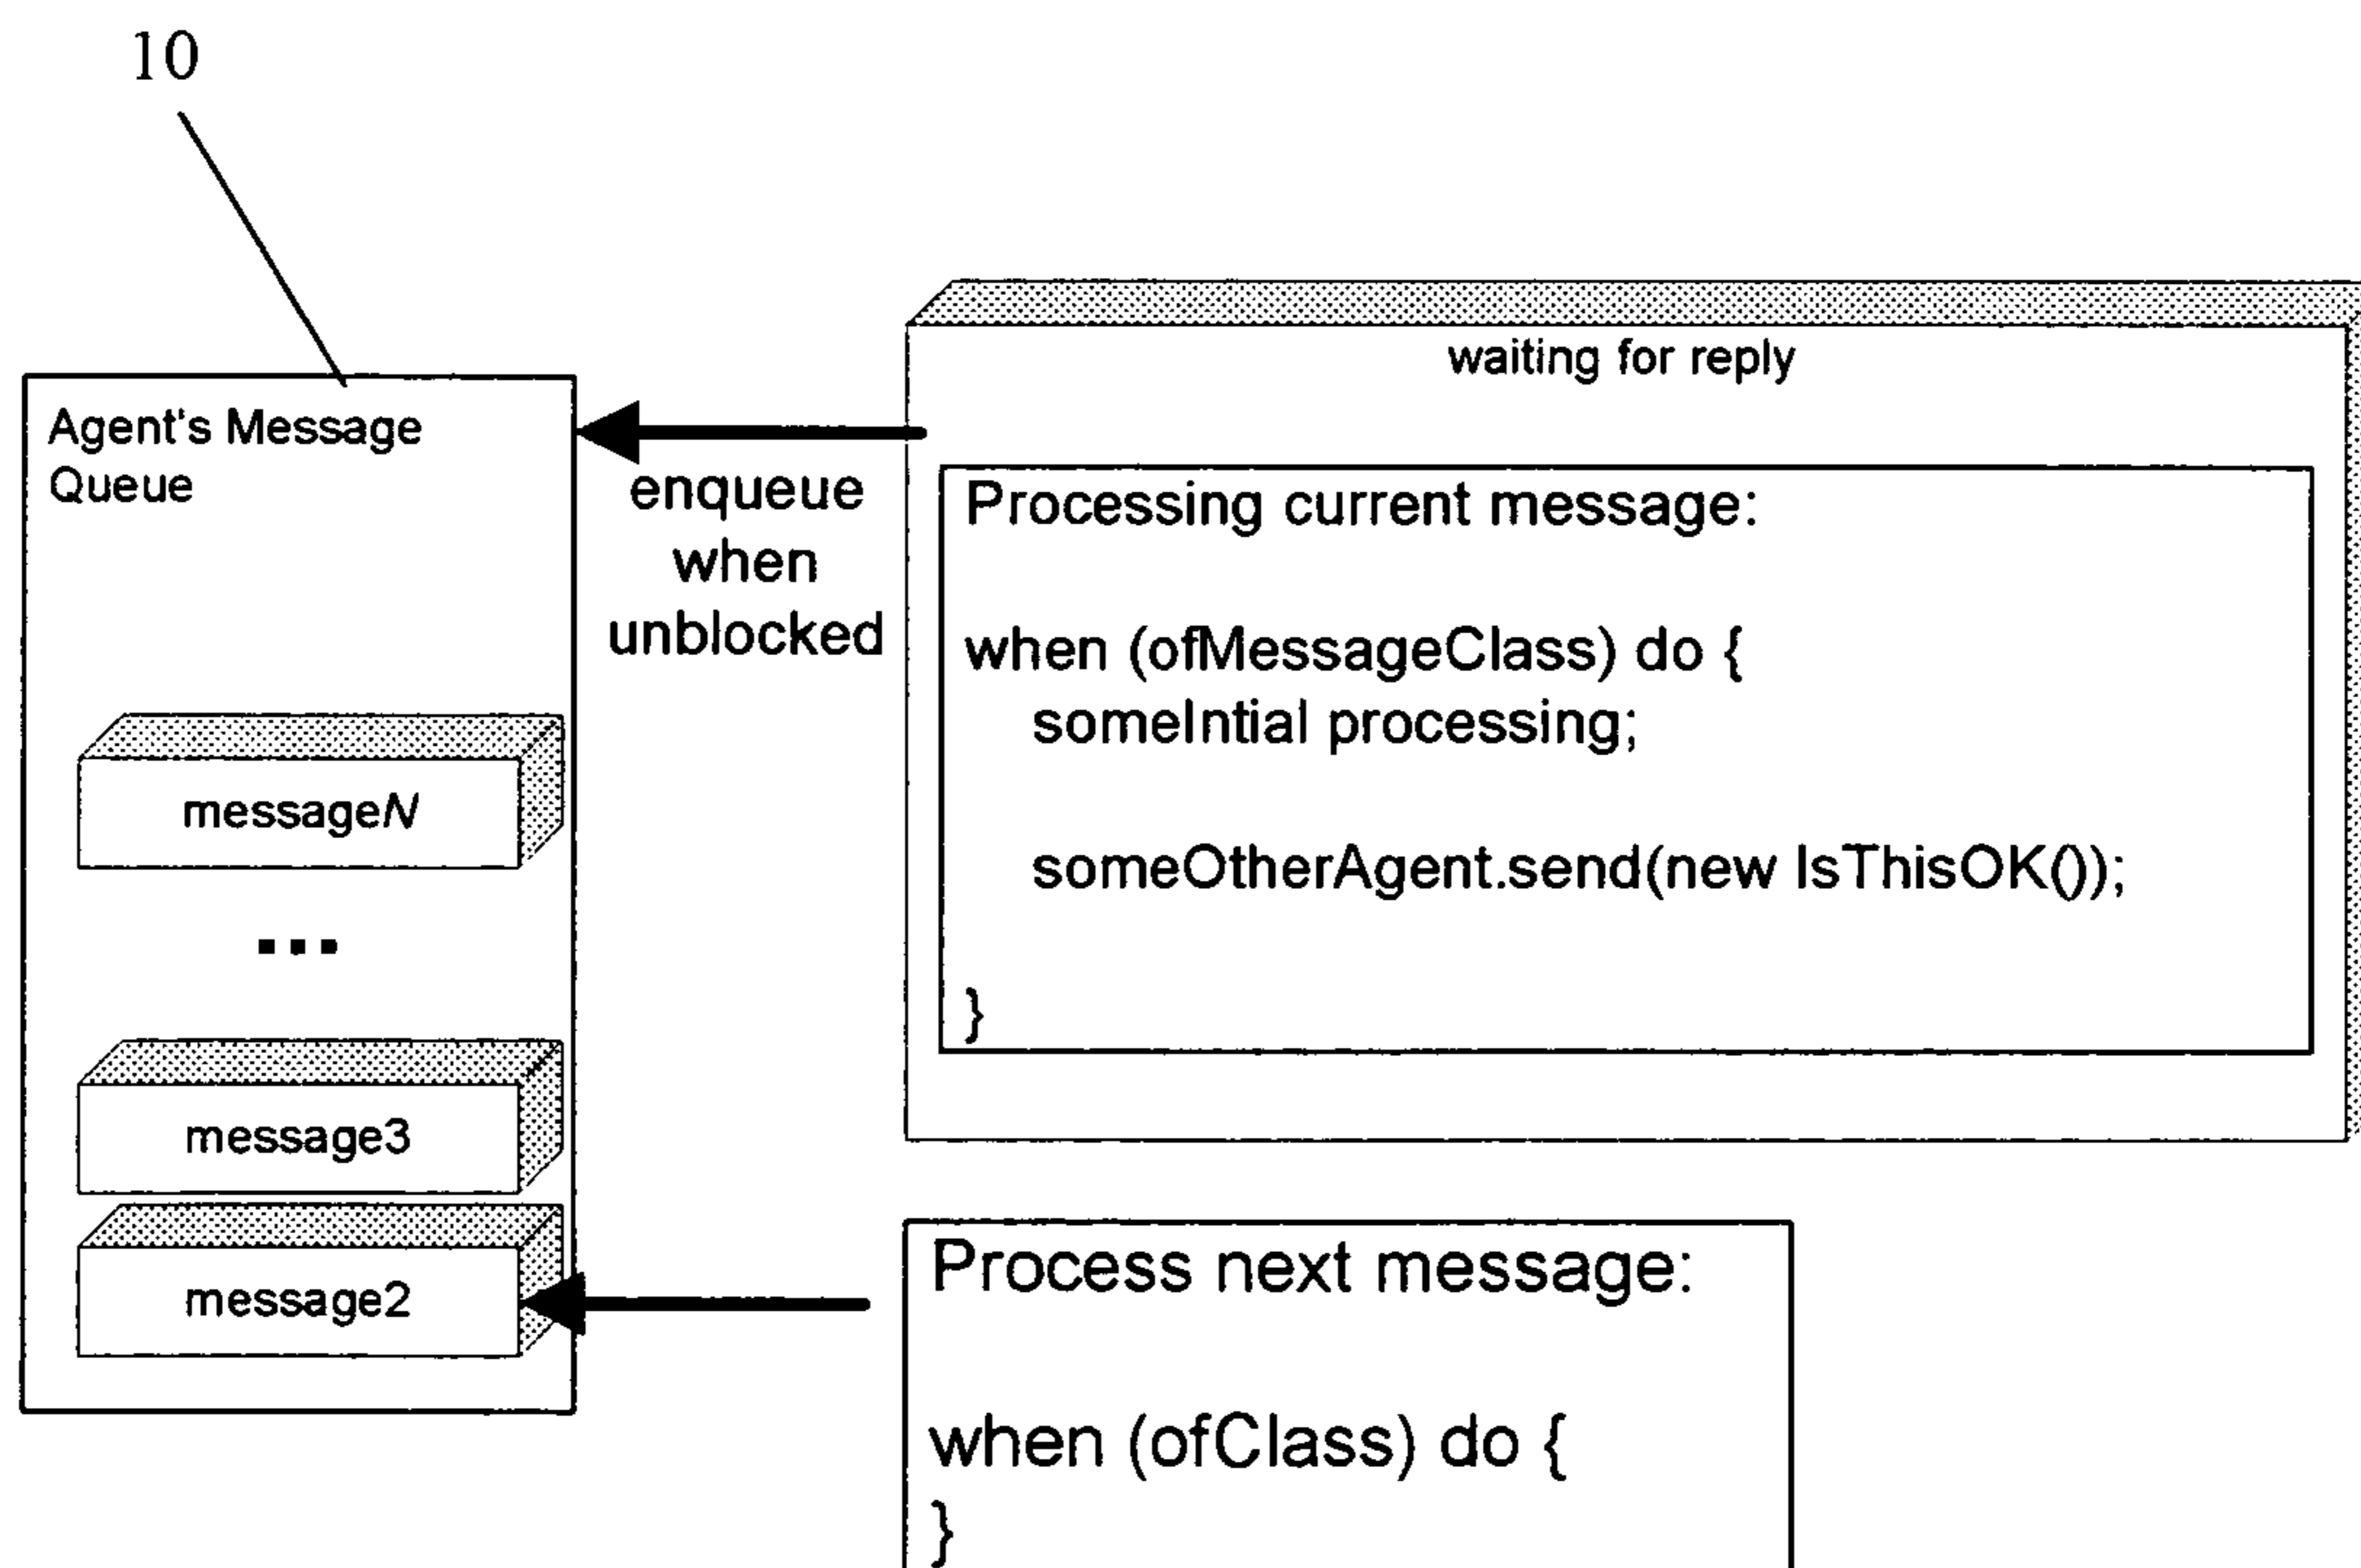 10
Agent's Message
Queue
messageN
...
message3
message2
enqueue
when
unblocked
waiting for reply
Processing current message:
when (ofMessageClass) do {
someIntial processing;
someOtherAgent.send(new IsThisOK());
}
Process next message:
when (ofClass) do {
}